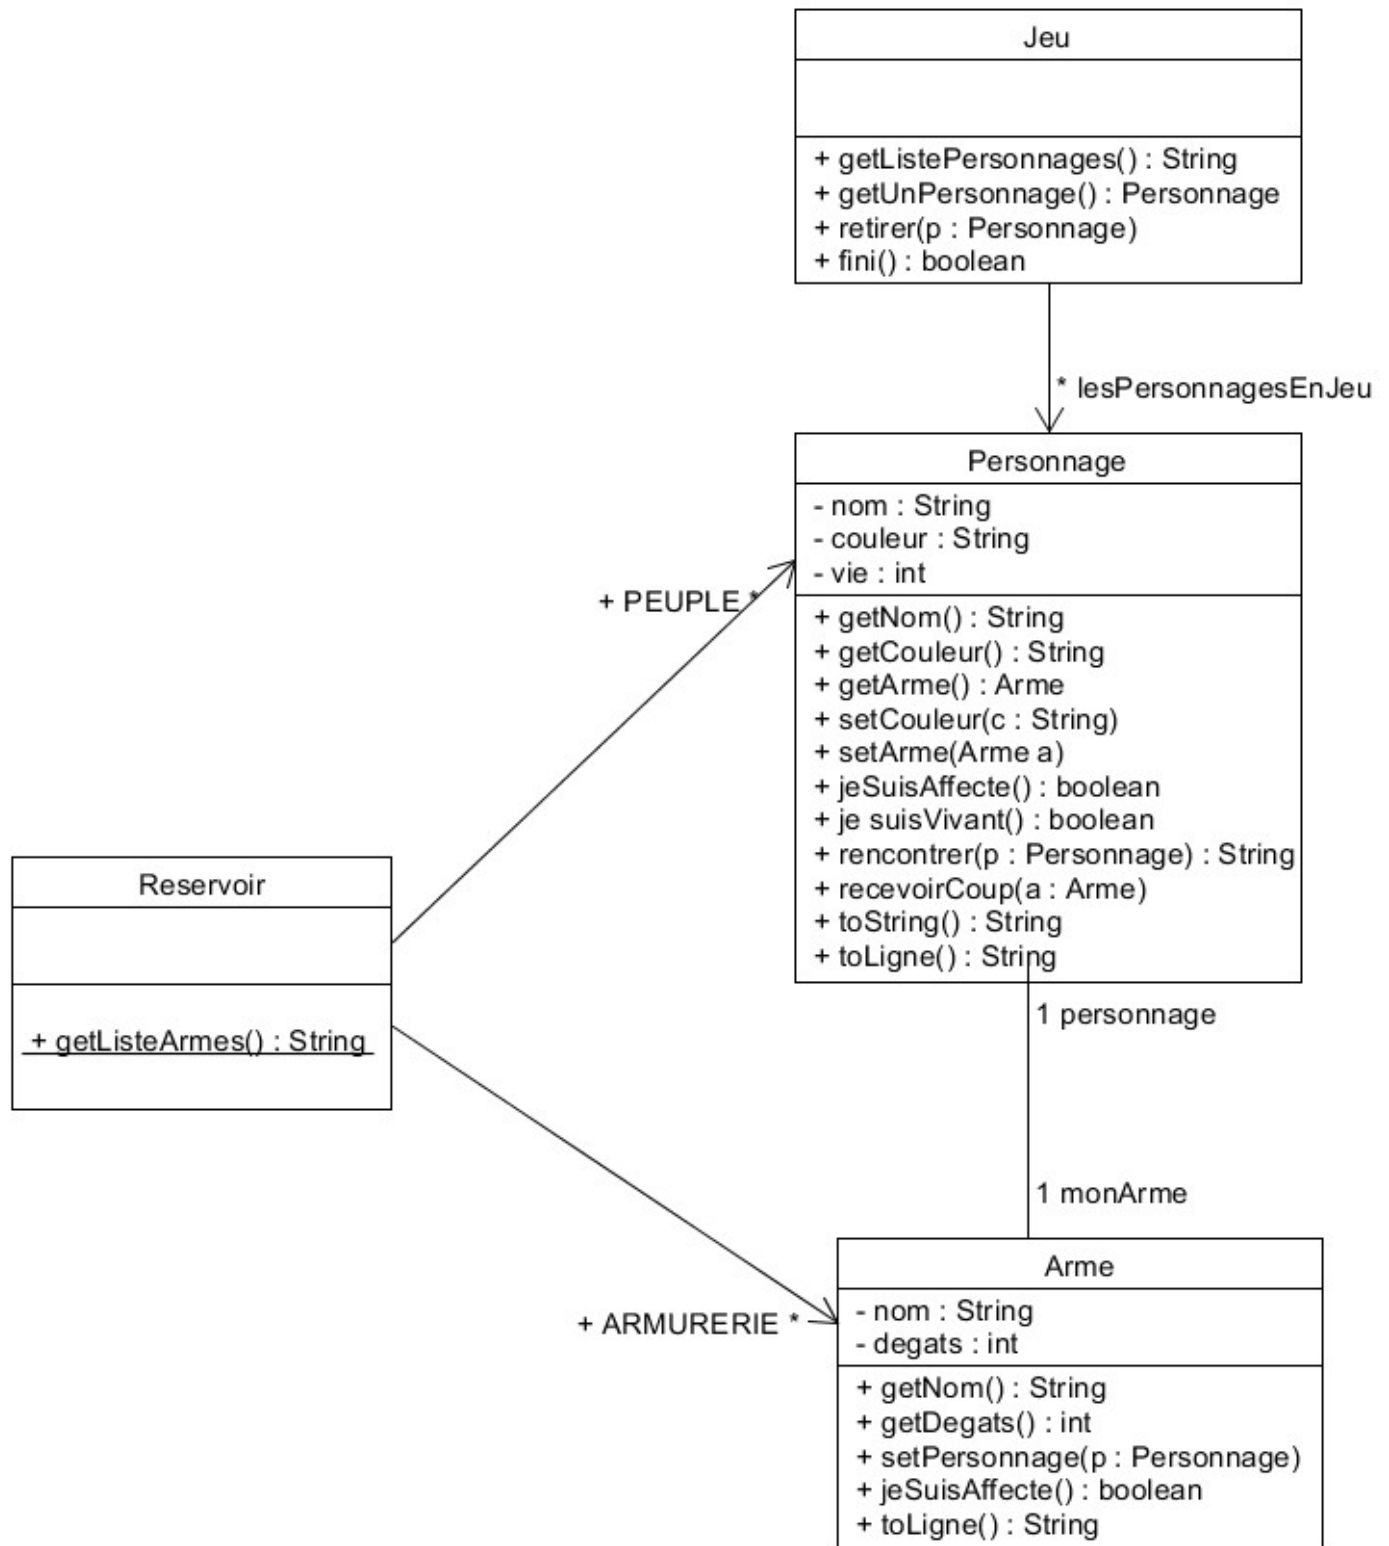 Jeu
+ getListePersonnages() : String
+ getUnPersonnage() : Personnage
+ retirer(p : Personnage)
+ fini() : boolean
* lesPersonnagesEnJeu
Personnage
- nom : String
- couleur : String
- vie : int
+ PEUPLE *
+ getNom() : String
+ getCouleur() : String
+ getArme() : Arme
+ setCouleur(c : String)
+ setArme(Arme a)
+ jeSuisAffecte() : boolean
+ je suisVivant() : boolean
+ rencontrer(p : Personnage) : String
+ recevoirCoup(a : Arme)
+ toString() : String
+ toLigne() : String
Reservoir
+ getListeArmes() : String
1 personnage
1 monArme
+ ARMURERIE *
Arme
- nom : String
- degats : int
+ getNom() : String
+ getDegats() : int
+ setPersonnage(p : Personnage)
+ jeSuisAffecte() : boolean
+ toLigne() : String